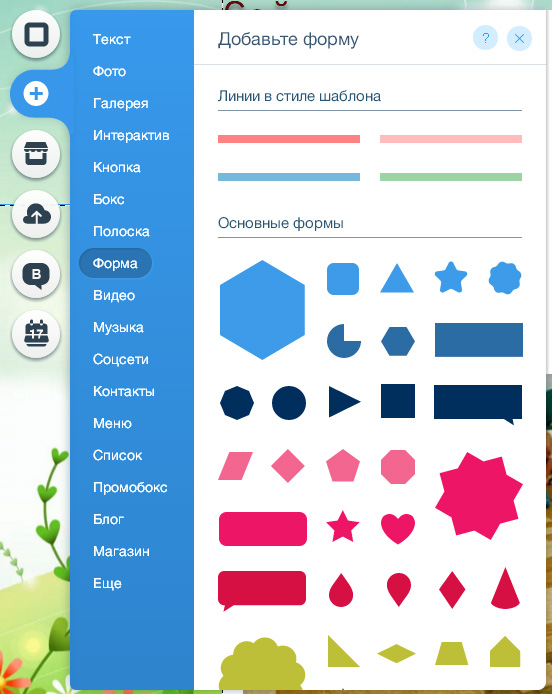 Добавьте форму
?
Текст
Фото
Галерея
Интерактив
Кнопка
Бокс
Полоска
Форма
Видео
Музыка
Соцсети
Контакты
Меню
Список
Промобокс
Блог
Магазин
Еще
Линии в стиле шаблона
Основные формы
B
17